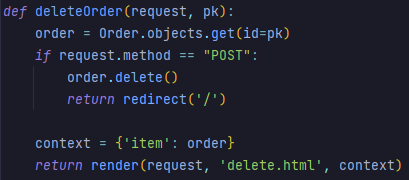 def deleteOrder(request, pk):
    order = Order.objects.get(id=pk)
    if request.method == "POST":
        order.delete()
        return redirect('/')

    context = {'item': order}
    return render(request, 'delete.html', context)